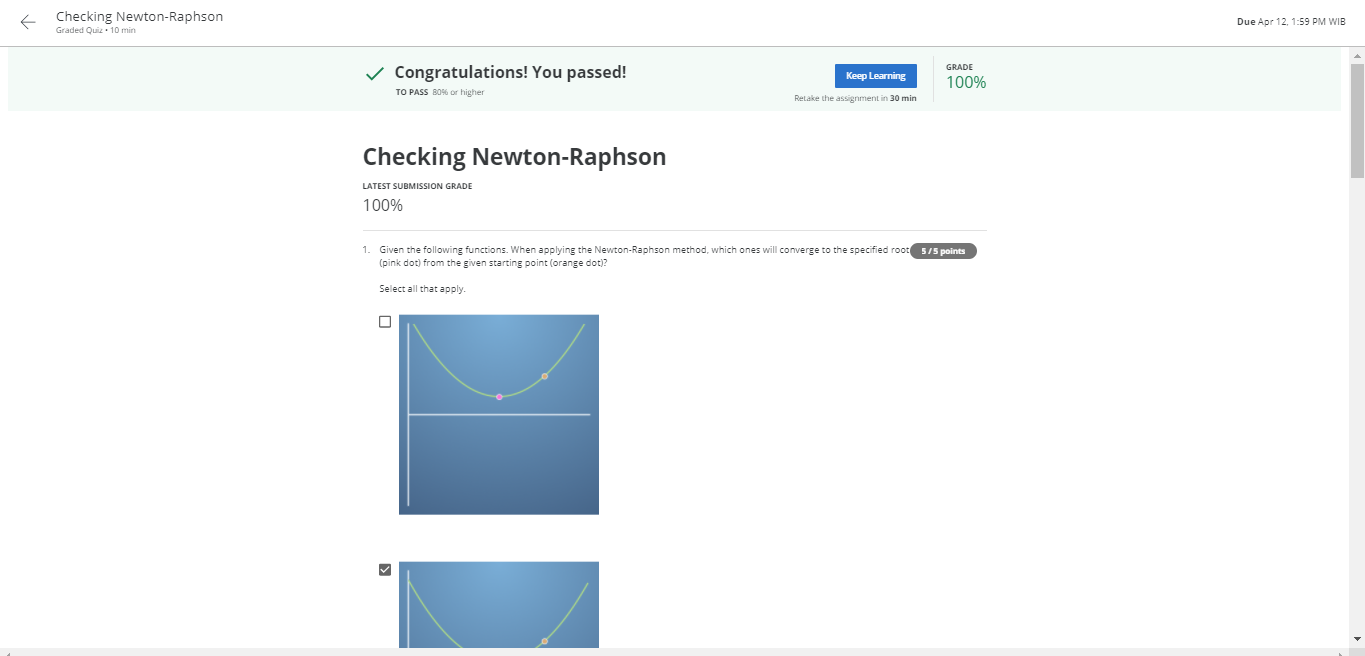 Checking Newton-Raphson
Graded Quiz • 10 min
Due Apr 12, 1:59 PM WIB
Congratulations! You passed!
TO PASS 80% or higher
Keep Learning
Retake the assignment in 30 min
GRADE
100%
Checking Newton-Raphson
LATEST SUBMISSION GRADE
100%
1. Given the following functions. When applying the Newton-Raphson method, which ones will converge to the specified root
(pink dot) from the given starting point (orange dot)?
5 / 5 points
Select all that apply.